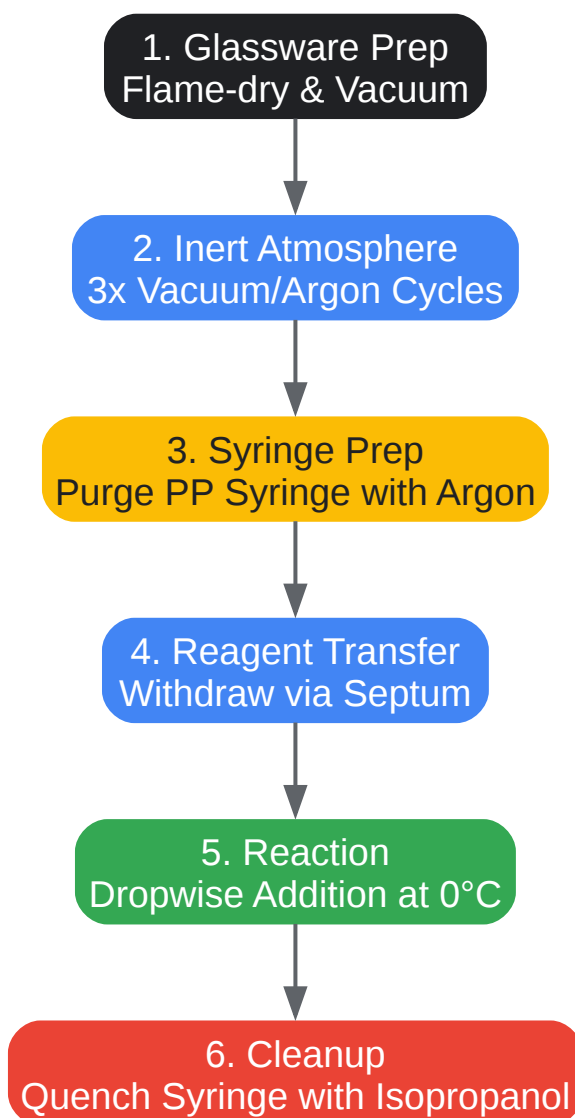 1. Glassware Prep
Flame-dry & Vacuum
2. Inert Atmosphere
3x Vacuum/Argon Cycles
3. Syringe Prep
Purge PP Syringe with Argon
4. Reagent Transfer
Withdraw via Septum
5. Reaction
Dropwise Addition at 0°C
6. Cleanup
Quench Syringe with Isopropanol